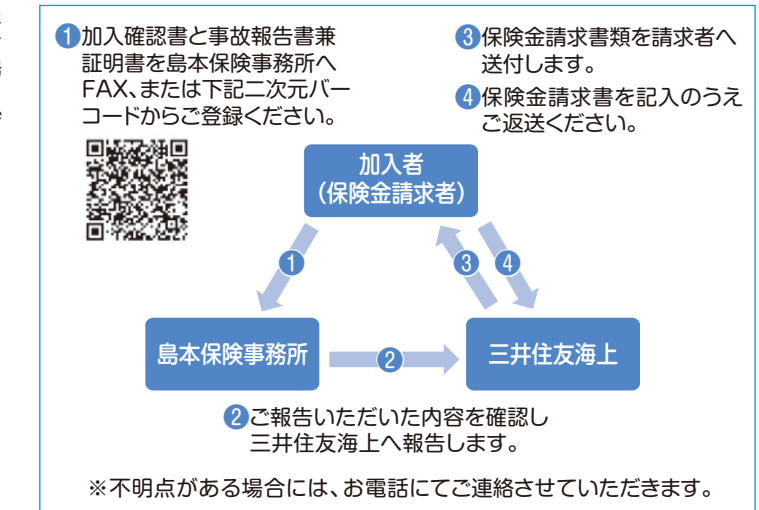 ❶加入確認書と事故報告書兼
証明書を島本保険事務所へ
FAX、または下記二次元バー
コードからご登録ください。
❸保険金請求書類を請求者へ
送付します。
❹保険金請求書を記入のうえ
ご返送ください。
加入者
(保険金請求者)
❶
❸
❹
島本保険事務所
❷
三井住友海上
❷ご報告いただいた内容を確認し
三井住友海上へ報告します。
※不明点がある場合には、お電話にてご連絡させていただきます。